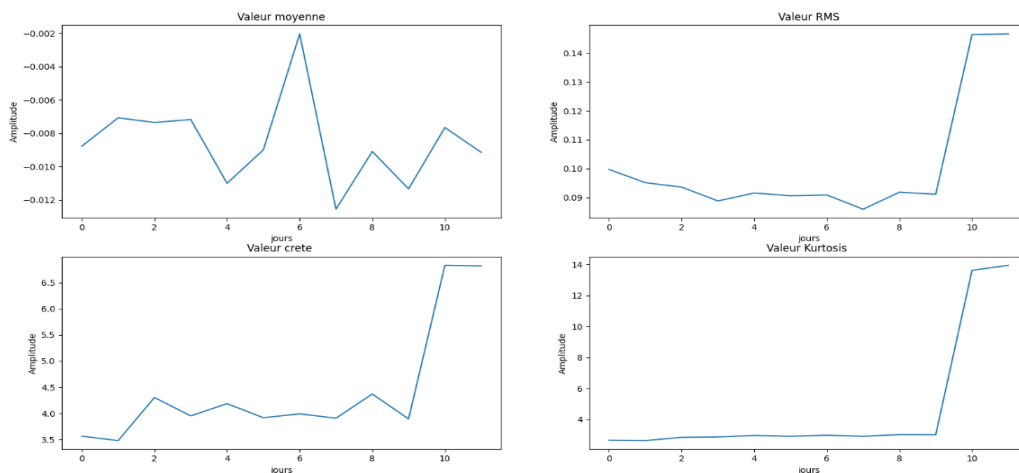 Valeur moyenne
−0.002
−0.004
−0.006
−0.008
−0.010
−0.012
Amplitude
0 2 4 6 8 10
jours
Valeur RMS
0.14
0.13
0.12
0.11
0.10
0.09
Amplitude
0 2 4 6 8 10
jours
Valeur crete
6.5
6.0
5.5
5.0
4.5
4.0
3.5
Amplitude
0 2 4 6 8 10
jours
Valeur Kurtosis
14
12
10
8
6
4
Amplitude
0 2 4 6 8 10
jours